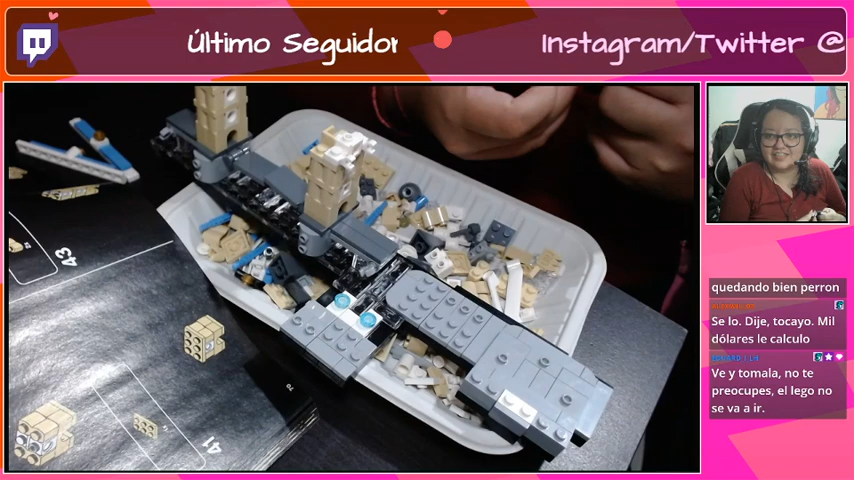 Último Seguidor
Instagram/Twitter @
quedando bien perron
Se lo. Dije, tocayo. Mil
dólares le calculo
Ve y tomala, no te
preocupes, el lego no
se va a ir.
43
41
70